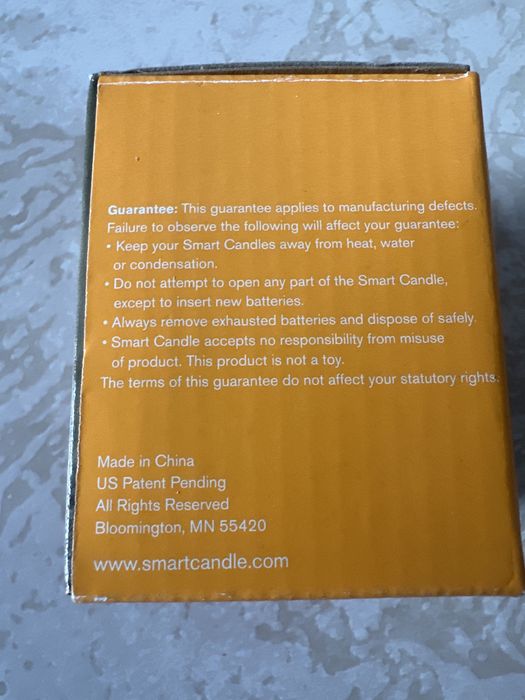 Guarantee: This guarantee applies to manufacturing defects.
Failure to observe the following will affect your guarantee:
• Keep your Smart Candles away from heat, water
or condensation.
• Do not attempt to open any part of the Smart Candle,
except to insert new batteries.
• Always remove exhausted batteries and dispose of safely.
• Smart Candle accepts no responsibility from misuse
of product. This product is not a toy.
The terms of this guarantee do not affect your statutory rights.
Made in China
US Patent Pending
All Rights Reserved
Bloomington, MN 55420
www.smartcandle.com